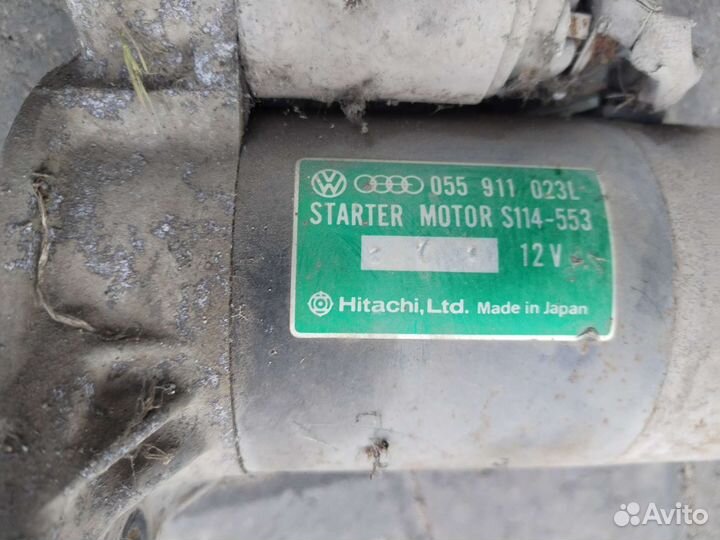 055 911 023L
STARTER MOTOR S114-553
12V
Hitachi, Ltd. Made in Japan
Avito